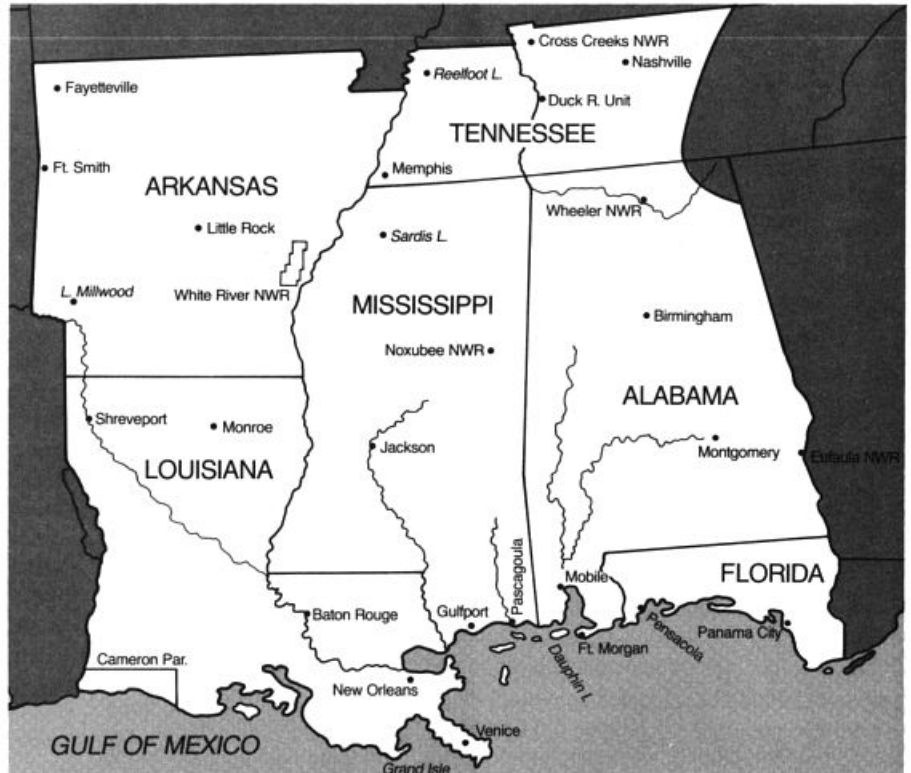 Cross Creeks NWR
Nashville
Fayetteville
Reelfoot L.
Duck R. Unit
TENNESSEE
Ft. Smith
Memphis
ARKANSAS
Wheeler NWR
Little Rock
Sardis L.
L. Millwood
White River NWR
MISSISSIPPI
Birmingham
Noxubee NWR
ALABAMA
Shreveport
Monroe
Jackson
Montgomery
Eufaula NWR
LOUISIANA
Pascagoula
Mobile
FLORIDA
Baton Rouge
Gulfport
Pensacola
Panama City
Ft. Morgan
Dauphin I.
Cameron Par.
New Orleans
Venice
GULF OF MEXICO
Grand Isle